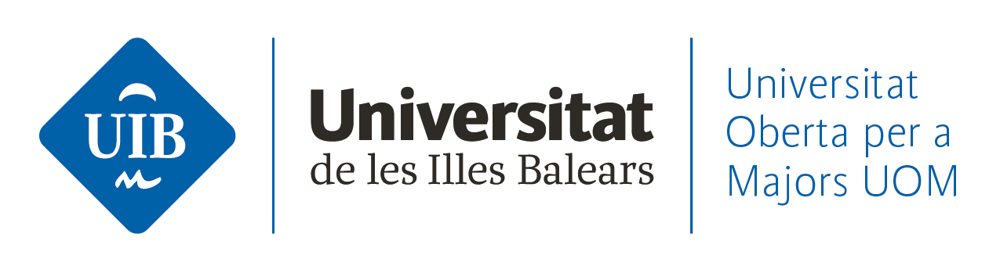 UIB
Universitat
de les Illes Balears
Universitat
Oberta per a
Majors UOM